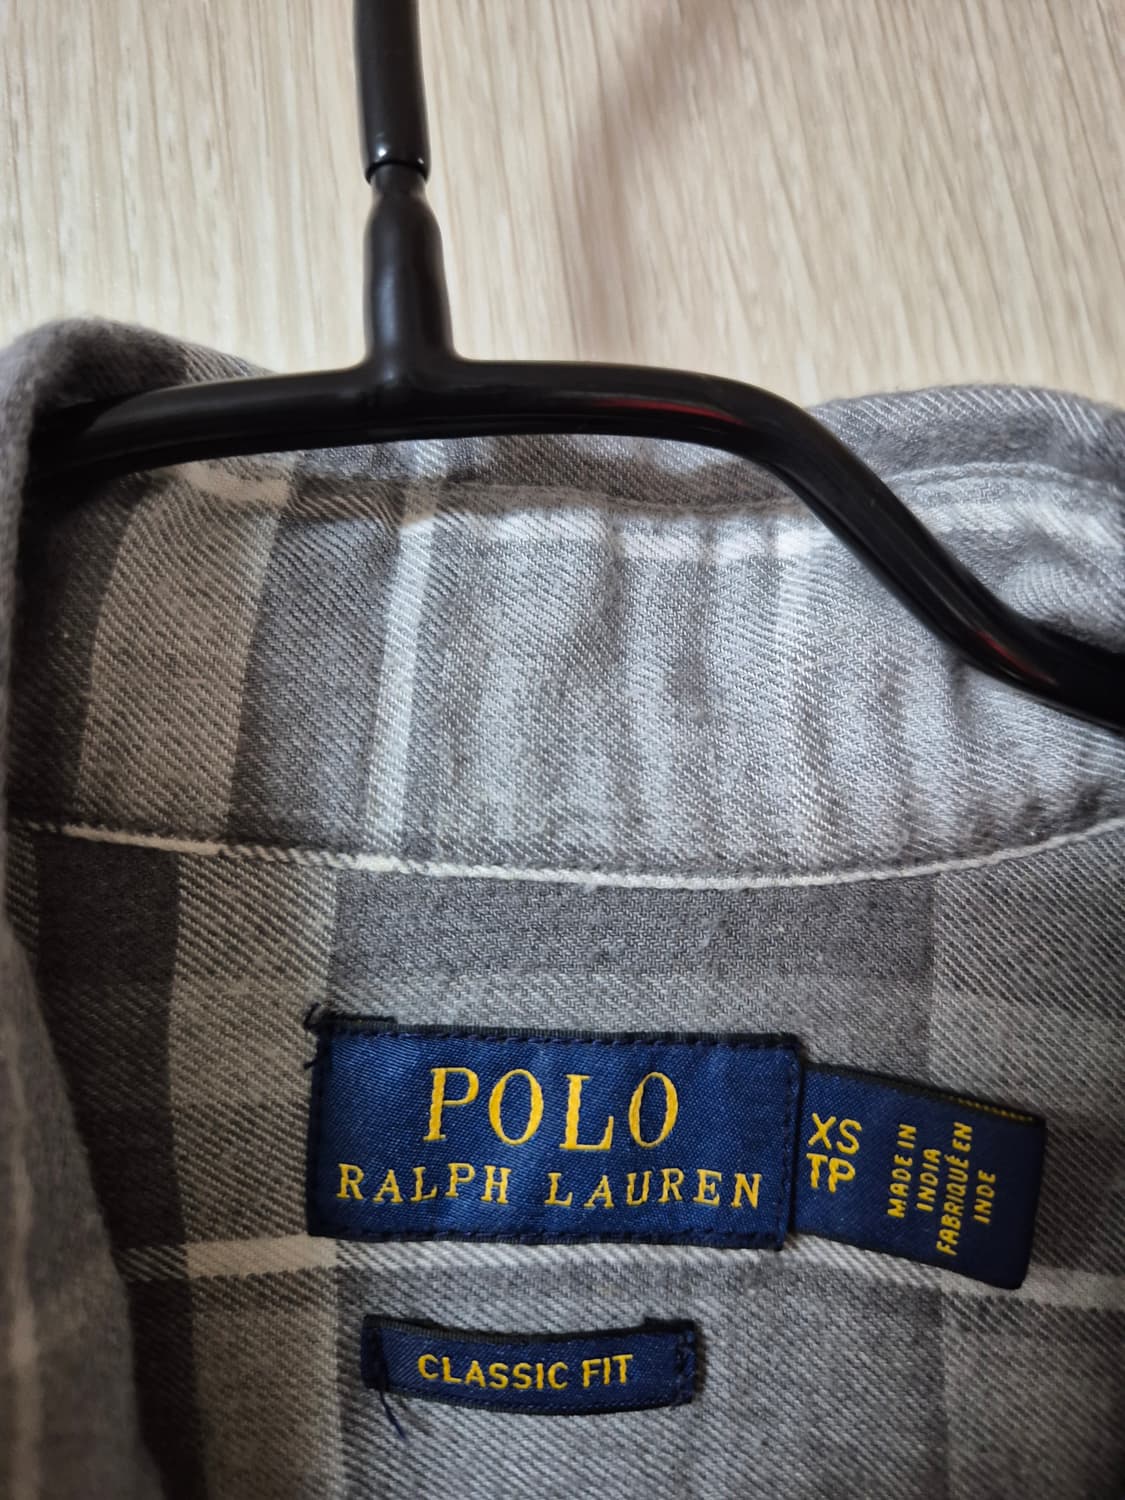 POLO
RALPH LAUREN
XS
TP
MADE IN
INDIA
FABRIQUÉ EN
INDE
CLASSIC FIT